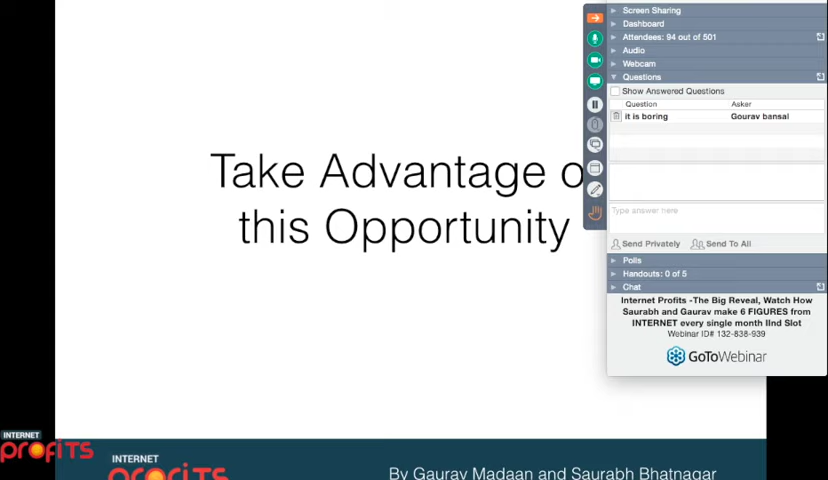 Take Advantage o
this Opportunity
Screen Sharing
Dashboard
Attendees: 94 out of 501
Audio
Webcam
Questions
Show Answered Questions
Question Asker
it is boring Gourav bansal
Type answer here
Send Privately Send To All
Polls
Handouts: 0 of 5
Chat
Internet Profits -The Big Reveal, Watch How
Saurabh and Gaurav make 6 FIGURES from
INTERNET every single month IInd Slot
Webinar ID# 132-838-939
GoToWebinar
INTERNET
profiTS
INTERNET
profiTS
By Gaurav Madaan and Saurabh Bhatnagar